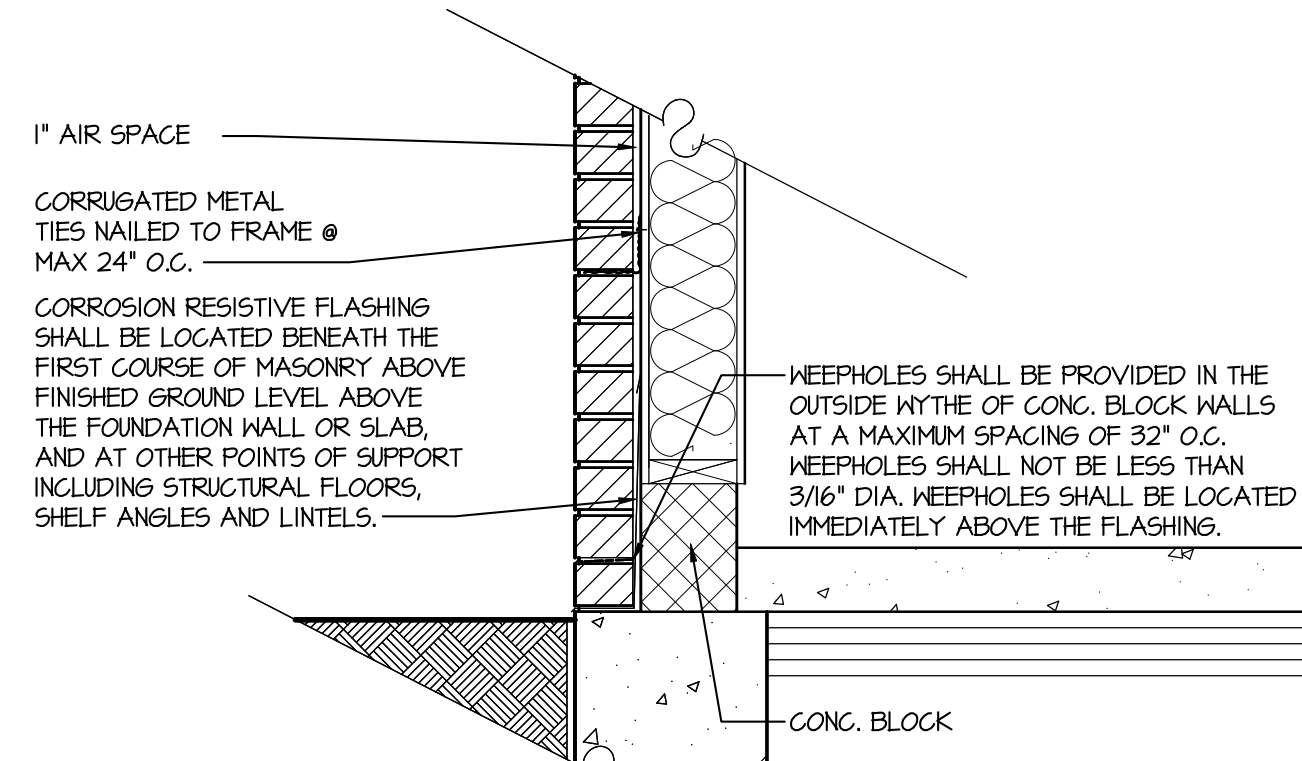 1" AIR SPACE
CORRUGATED METAL
TIES NAILED TO FRAME @
MAX 24" O.C.
CORROSION RESISTIVE FLASHING
SHALL BE LOCATED BENEATH THE
FIRST COURSE OF MASONRY ABOVE
FINISHED GROUND LEVEL ABOVE
THE FOUNDATION WALL OR SLAB,
AND AT OTHER POINTS OF SUPPORT
INCLUDING STRUCTURAL FLOORS,
SHELF ANGLES AND LINTELS.
WEEPHOLES SHALL BE PROVIDED IN THE
OUTSIDE WYTHE OF CONC. BLOCK WALLS
AT A MAXIMUM SPACING OF 32" O.C.
WEEPHOLES SHALL NOT BE LESS THAN
3/16" DIA. WEEPHOLES SHALL BE LOCATED
IMMEDIATELY ABOVE THE FLASHING.
CONC. BLOCK